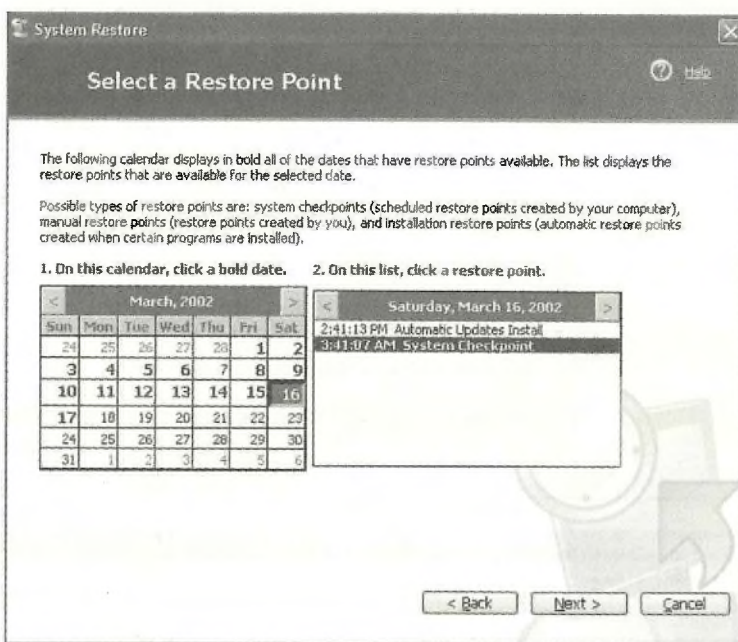 System Restore
Select a Restore Point
Help
The following calendar displays in bold all of the dates that have restore points available. The list displays the
restore points that are available for the selected date.
Possible types of restore points are: system checkpoints (scheduled restore points created by your computer),
manual restore points (restore points created by you), and installation restore points (automatic restore points
created when certain programs are installed).
1. On this calendar, click a bold date.
2. On this list, click a restore point.
< March, 2002 >
Sun Mon Tue Wed Thu Fri Sat
24 25 26 27 28 1 2
3 4 5 6 7 8 9
10 11 12 13 14 15 16
17 18 19 20 21 22 23
24 25 26 27 28 29 30
31 1 2 3 4 5 6
< Saturday, March 16, 2002 >
2:41:13 PM Automatic Updates Install
3:41:07 AM System Checkpoint
< Back
Next >
Cancel